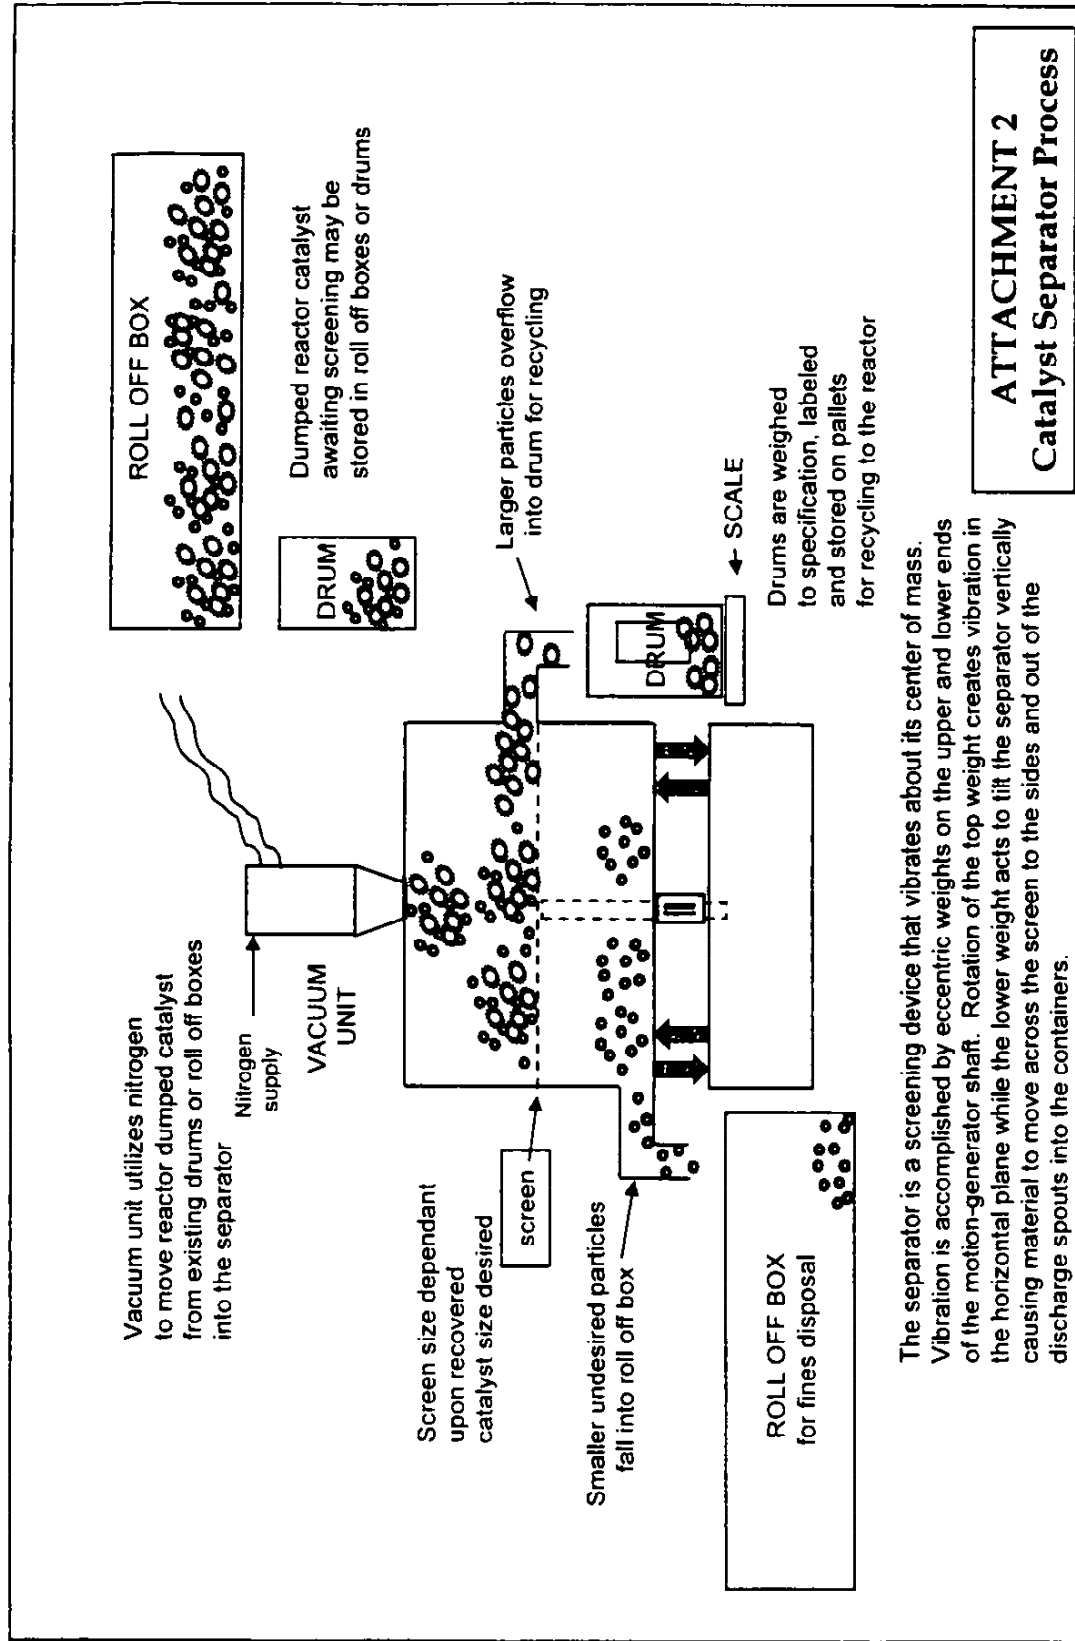 Vacuum unit utilizes nitrogen
to move reactor dumped catalyst
from existing drums or roll off boxes
into the separator
Nitrogen
supply
VACUUM
UNIT
ROLL OFF BOX
DRUM
Dumped reactor catalyst
awaiting screening may be
stored in roll off boxes or drums
Screen size dependant
upon recovered
catalyst size desired
screen
Larger particles overflow
into drum for recycling
Smaller undesired particles
fall into roll off box
DRUM
SCALE
Drums are weighed
to specification, labeled
and stored on pallets
for recycling to the reactor
ROLL OFF BOX
for fines disposal
The separator is a screening device that vibrates about its center of mass.
Vibration is accomplished by eccentric weights on the upper and lower ends
of the motion-generator shaft. Rotation of the top weight creates vibration in
the horizontal plane while the lower weight acts to tilt the separator vertically
causing material to move across the screen to the sides and out of the
discharge spouts into the containers.
ATTACHMENT 2
Catalyst Separator Process